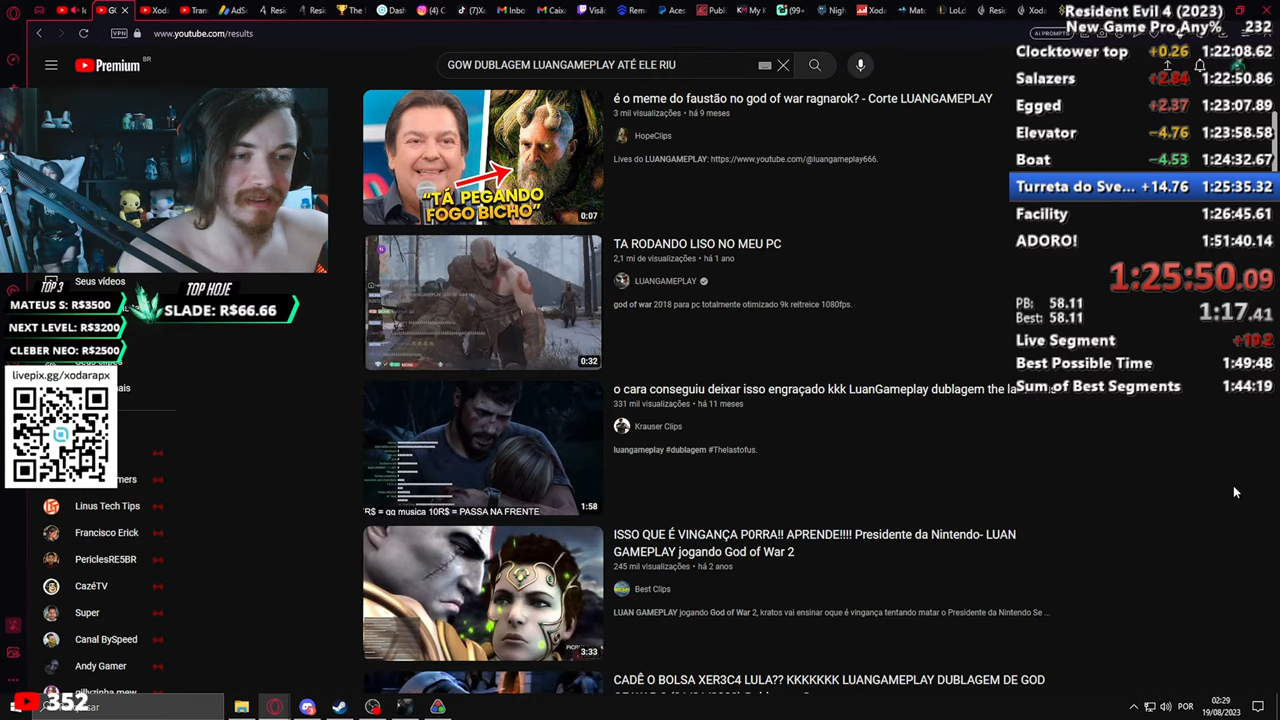 www.youtube.com/results
VPN
AI PROMPTS
Premium BR
GOW DUBLAGEM LUANGAMEPLAY ATÉ ELE RIU
é o meme do faustão no god of war ragnarok? - Corte LUANGAMEPLAY
3 mil visualizações • há 9 meses
HopeClips
Lives do LUANGAMEPLAY: https://www.youtube.com/@luangameplay666.
"TÁ PEGANDO
FOGO BICHO"
0:07
TA RODANDO LISO NO MEU PC
2,1 mi de visualizações • há 1 ano
LUANGAMEPLAY
god of war 2018 para pc totalmente otimizado 9k reitreice 1080fps.
0:32
o cara conseguiu deixar isso engraçado kkk LuanGameplay dublagem the la
331 mil visualizações • há 11 meses
Krauser Clips
luangameplay #dublagem #Thelastofus.
R$ = gg musica 10R$ = PASSA NA FRENTE
1:58
ISSO QUE É VINGANÇA P0RRA!! APRENDE!!!! Presidente da Nintendo- LUAN
GAMEPLAY jogando God of War 2
245 mil visualizações • há 2 anos
Best Clips
LUAN GAMEPLAY jogando God of War 2, kratos vai ensinar oque é vingança tentando matar o Presidente da Nintendo Se ...
3:33
CADÊ O BOLSA XER3C4 LULA?? KKKKKKK LUANGAMEPLAY DUBLAGEM DE GOD
Seus vídeos
TOP 3
MATEUS S: R$3500
NEXT LEVEL: R$3200
CLEBER NEO: R$2500
TOP HOJE
SLADE: R$66.66
livepix.gg/xodarapx
Linus Tech Tips
Francisco Erick
PericlesRE5BR
CazéTV
Super
Canal BySpeed
Andy Gamer
352
Resident Evil 4 (2023)
New Game Pro Any% 232
Clocktower top +0.26 1:22:08.62
Salazers +2.84 1:22:50.86
Egged +2.37 1:23:07.89
Elevator −4.76 1:23:58.58
Boat −4.53 1:24:32.67
Turreta do Sve... +14.76 1:25:35.32
Facility 1:26:45.61
ADORO! 1:51:40.14
1:25:50.09
PB: 58.11
Best: 58.11
1:17.41
Live Segment +19.2
Best Possible Time 1:49:48
Sum of Best Segments 1:44:19
POR
02:29
19/08/2023